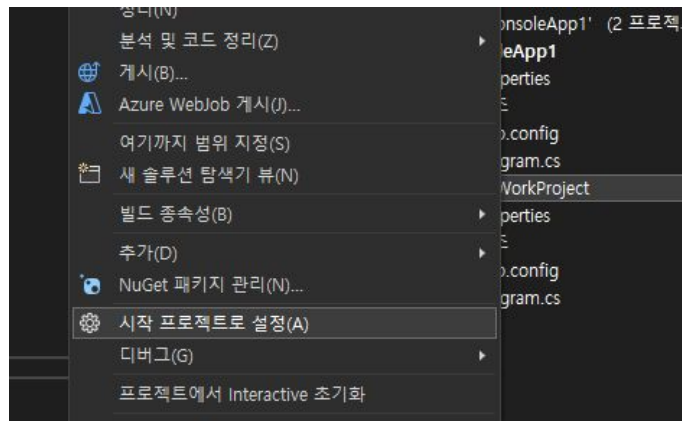 정리(N)
분석 및 코드 정리(Z)
게시(B)...
Azure WebJob 게시(J)...
여기까지 범위 지정(S)
새 솔루션 탐색기 뷰(N)
빌드 종속성(B)
추가(D)
NuGet 패키지 관리(N)...
시작 프로젝트로 설정(A)
디버그(G)
프로젝트에서 Interactive 초기화
onsoleApp1' (2 프로젝
eApp1
perties
.config
gram.cs
WorkProject
perties
.config
gram.cs